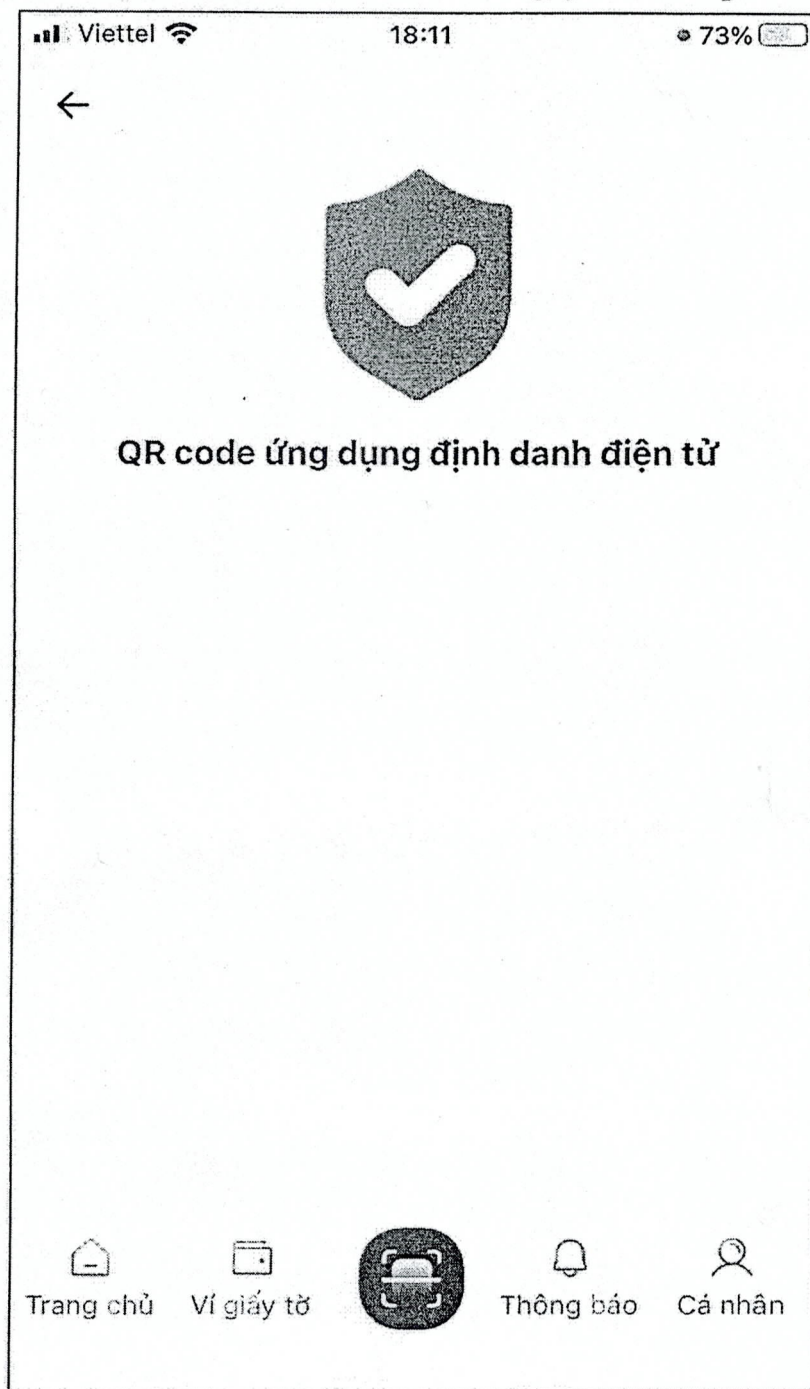 Viettel 18:11 73%
QR code ứng dụng định danh điện tử
Trang chủ Ví giấy tờ Thông báo Cá nhân